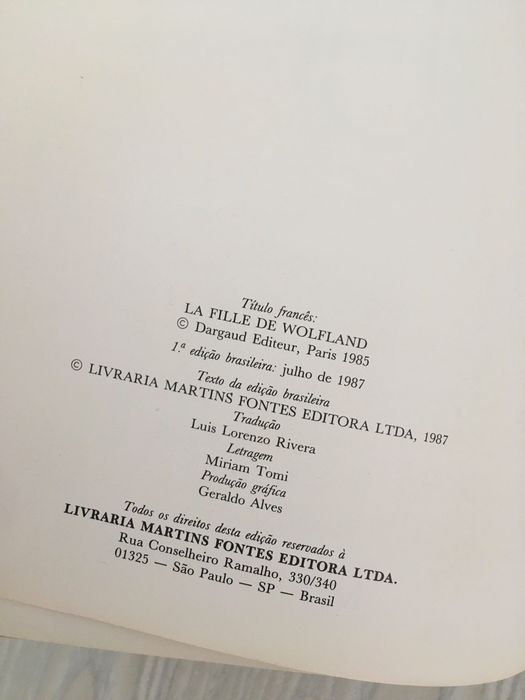 Título francês:
LA FILLE DE WOLFLAND
© Dargaud Editeur, Paris 1985
1.ª edição brasileira: julho de 1987
Texto da edição brasileira
© LIVRARIA MARTINS FONTES EDITORA LTDA, 1987
Tradução
Luis Lorenzo Rivera
Letragem
Miriam Tomi
Produção gráfica
Geraldo Alves
Todos os direitos desta edição reservados à
LIVRARIA MARTINS FONTES EDITORA LTDA.
Rua Conselheiro Ramalho, 330/340
01325 — São Paulo — SP — Brasil